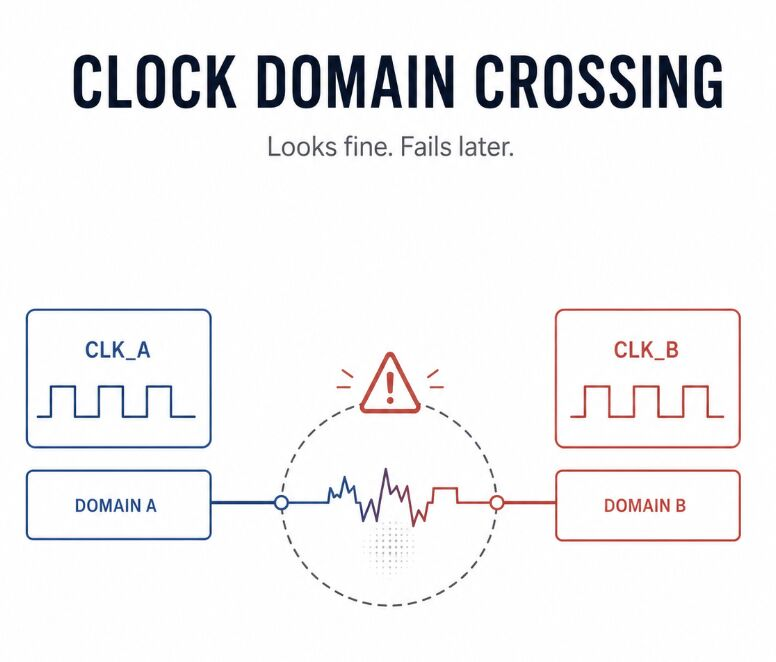 CLOCK DOMAIN CROSSING
Looks fine. Fails later.
CLK_A
CLK_B
DOMAIN A
DOMAIN B